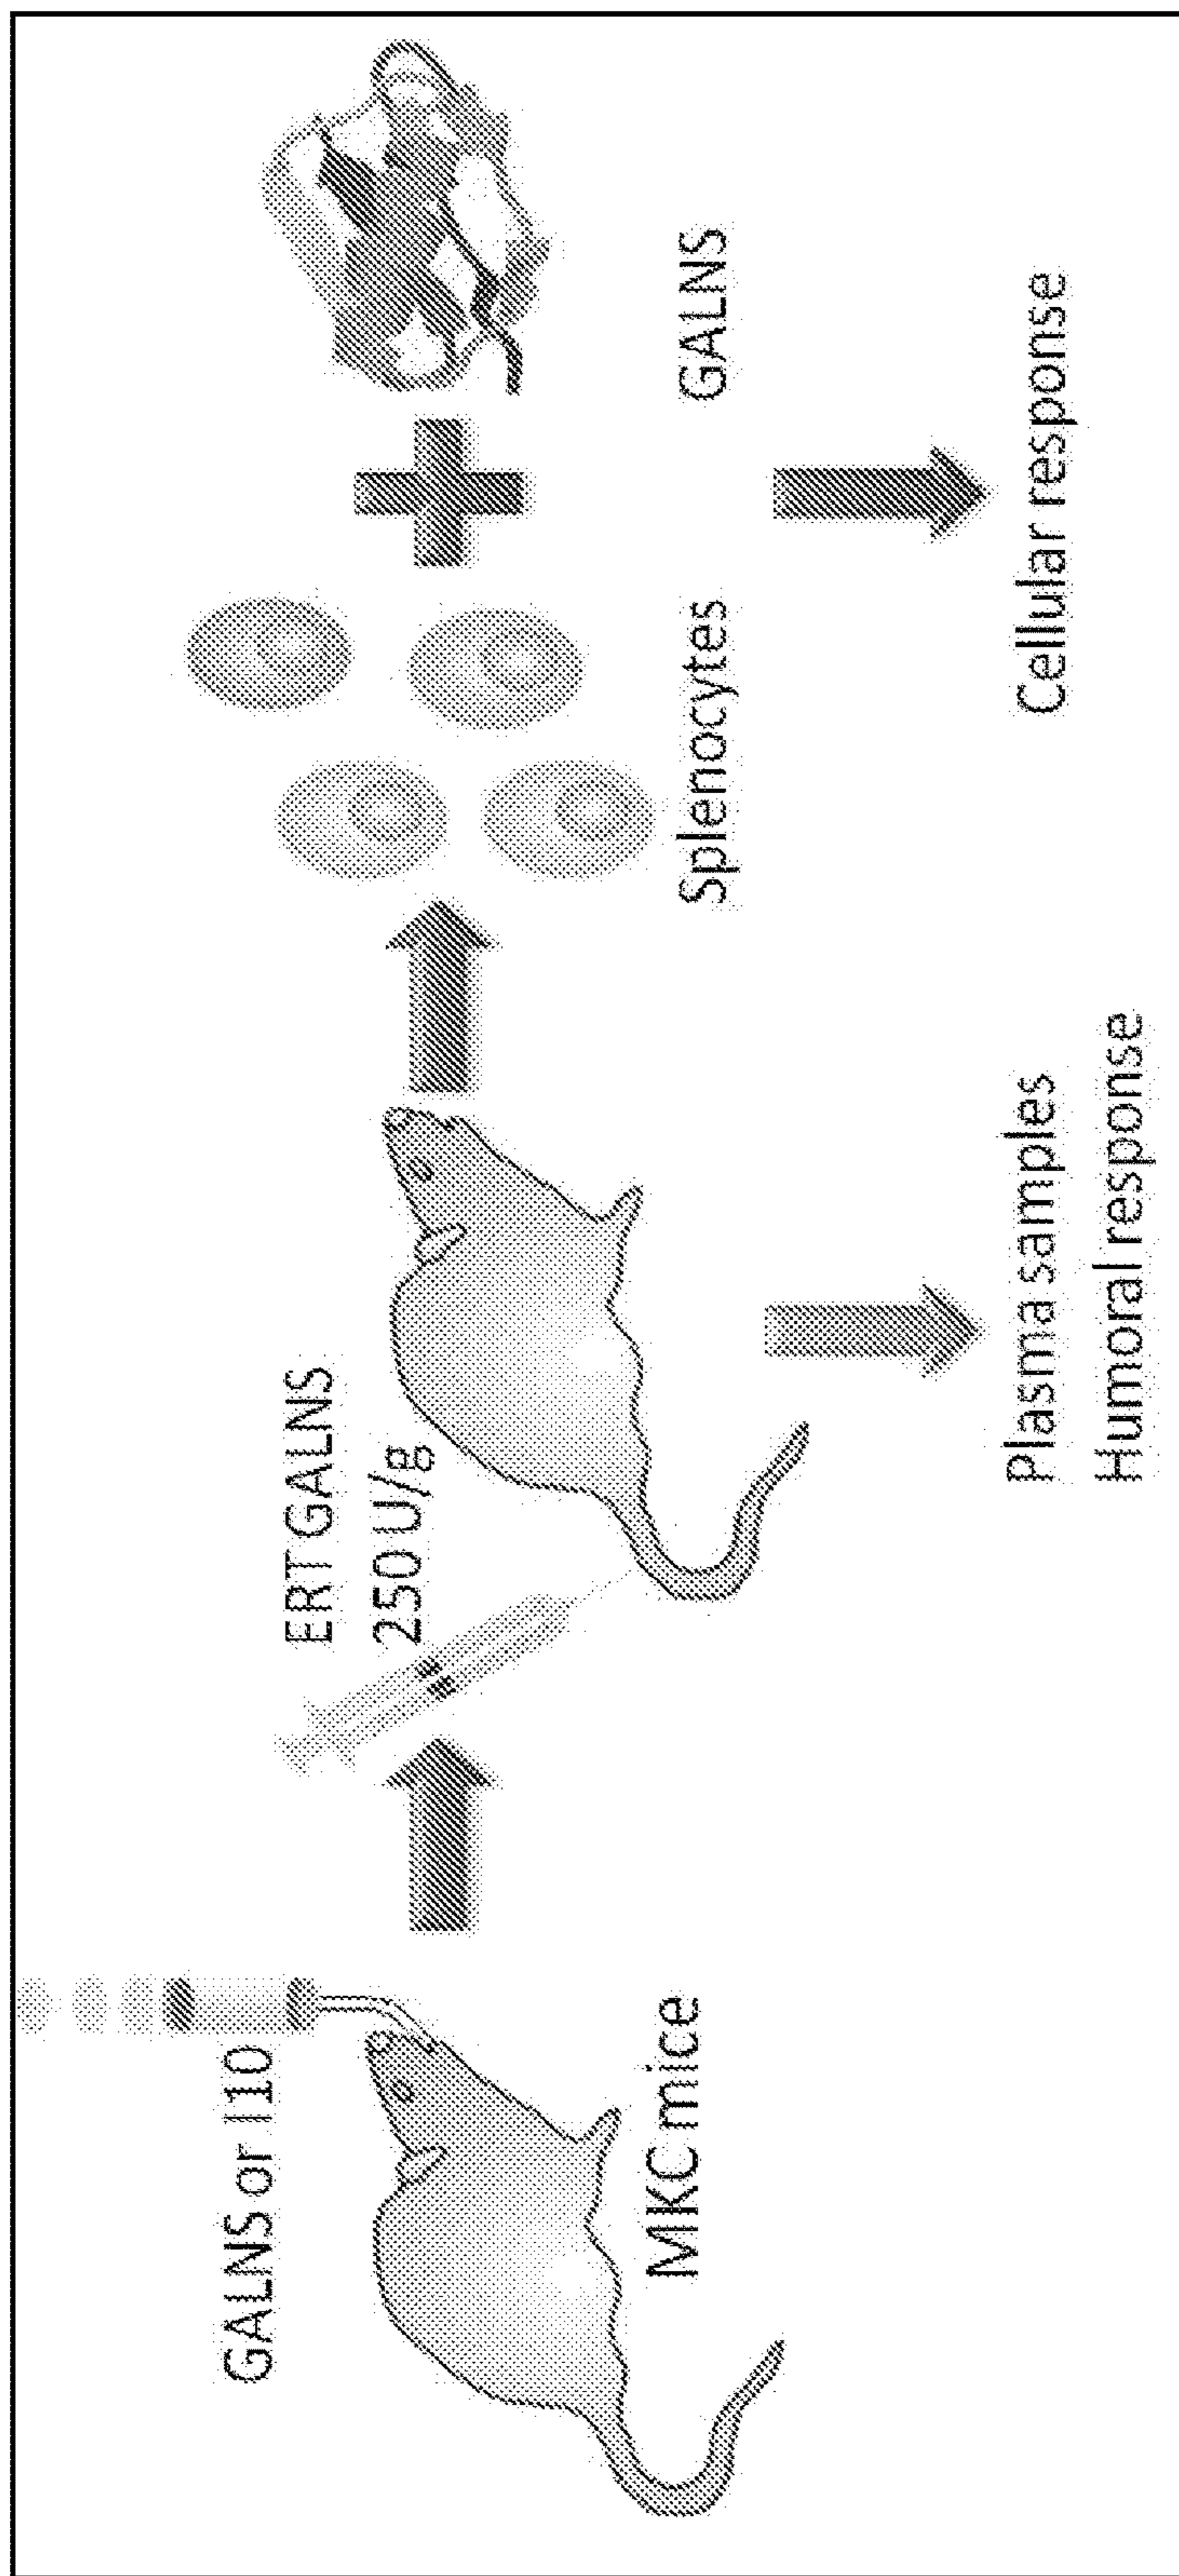 GALNS or I10
MKC mice
ERT GALNS
250 U/g
Plasma samples
Humoral response
Splenocytes
GALNS
Cellular response